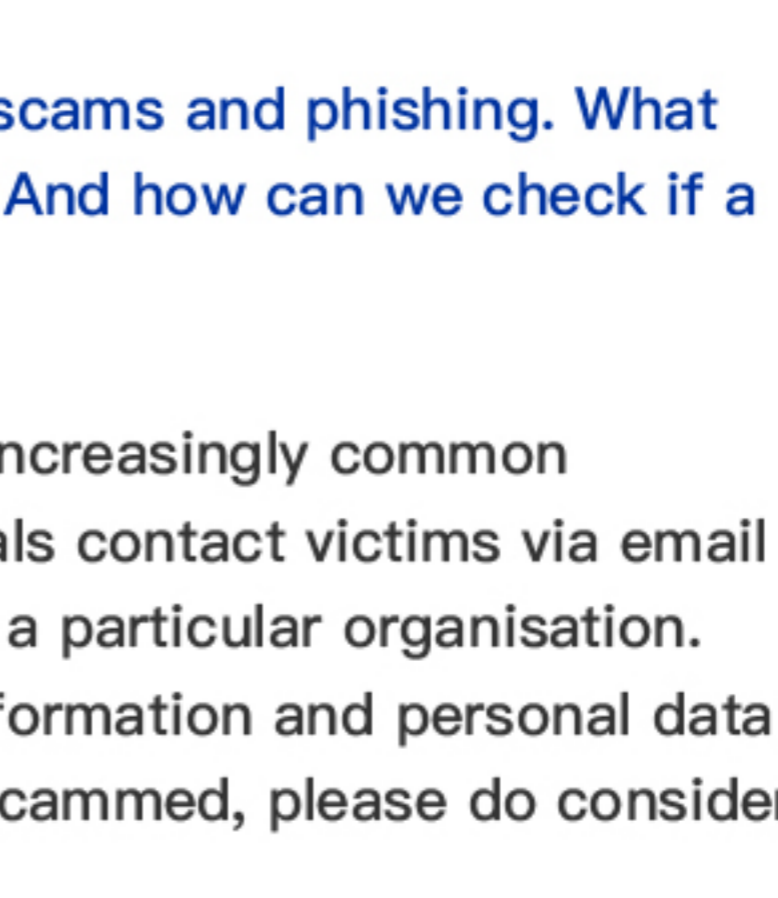 scams and phishing. What
And how can we check if a
ncreasingly common
als contact victims via email
a particular organisation.
formation and personal data
cammed, please do consider